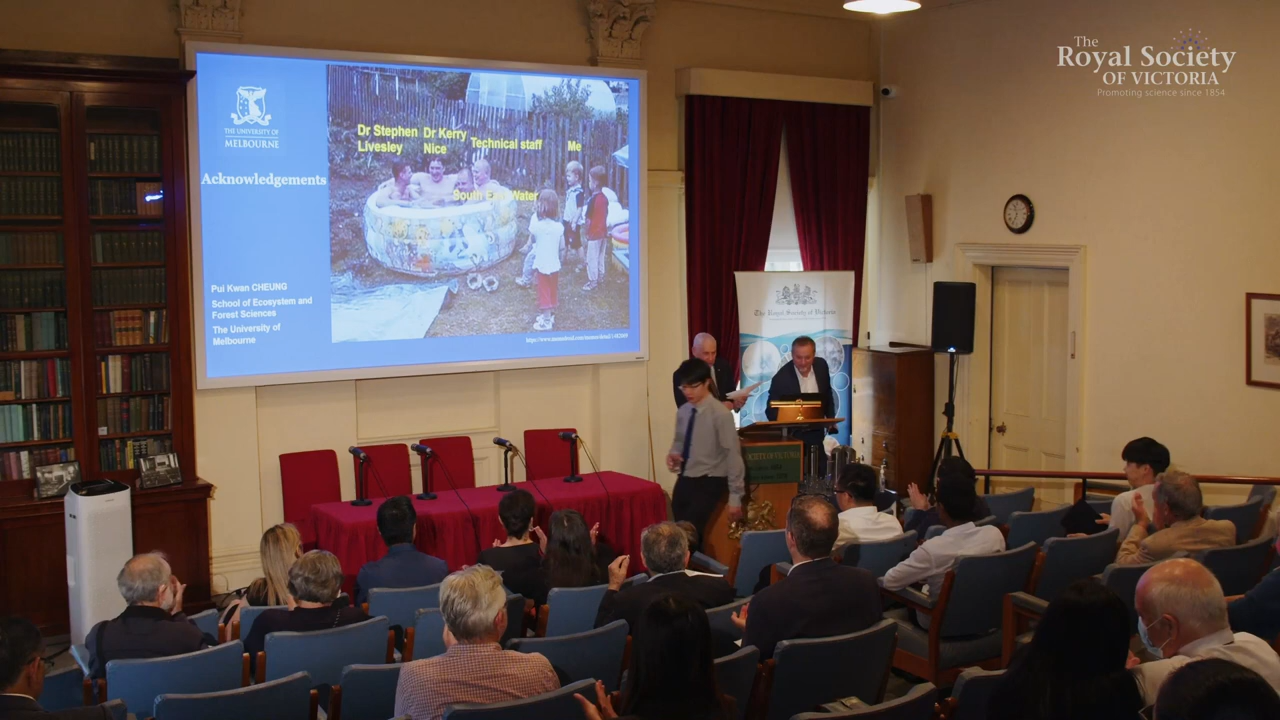 The
Royal Society
OF VICTORIA
Promoting science since 1854
THE UNIVERSITY OF
MELBOURNE
Acknowledgements
Dr Stephen
Livesley
Dr Kerry
Nice
Technical staff
Me
South East Water
Pui Kwan CHEUNG
School of Ecosystem and
Forest Sciences
The University of
Melbourne
The Royal Society of Victoria
SOCIETY OF VICTORIA